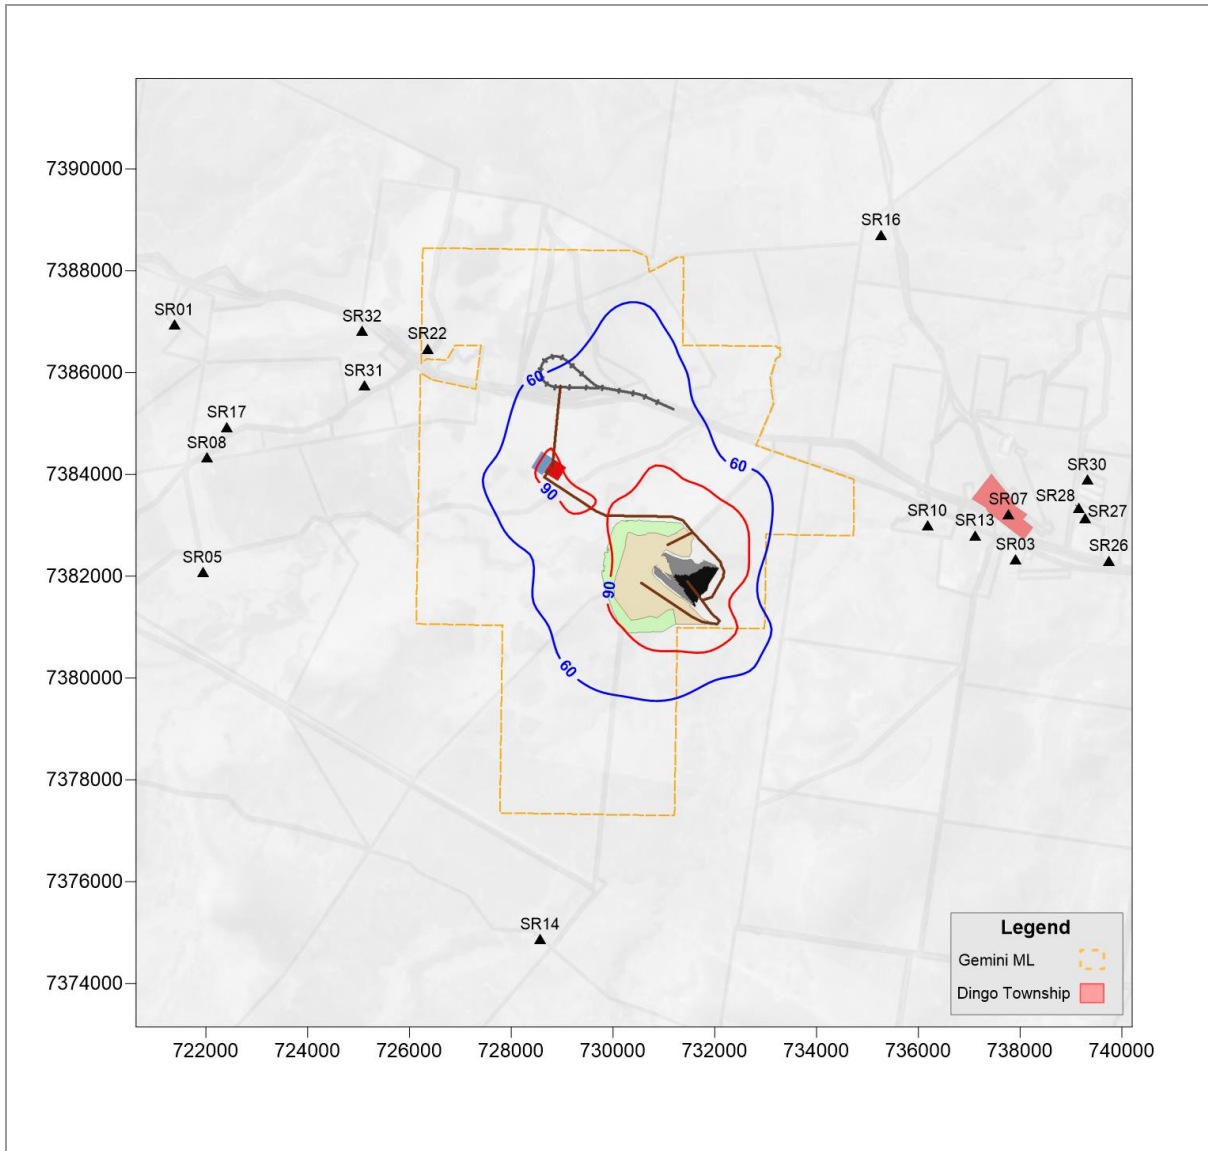 7390000
SR16
7388000
SR01
SR32
SR22
7386000
60
SR31
SR17
SR08
60
SR30
7384000
90
SR28
SR07
SR27
SR10
SR13
SR05
SR03
SR26
7382000
90
60
7380000
7378000
7376000
SR14
7374000
Legend
Gemini ML
Dingo Township
722000 724000 726000 728000 730000 732000 734000 736000 738000 740000